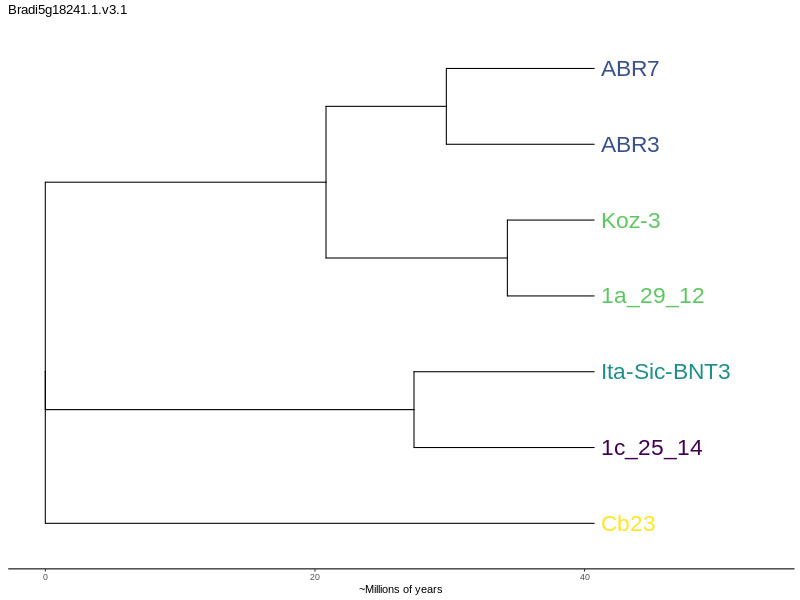 Bradi5g18241.1.v3.1
ABR7
ABR3
Koz-3
1a_29_12
Ita-Sic-BNT3
1c_25_14
Cb23
0 20 40
~Millions of years